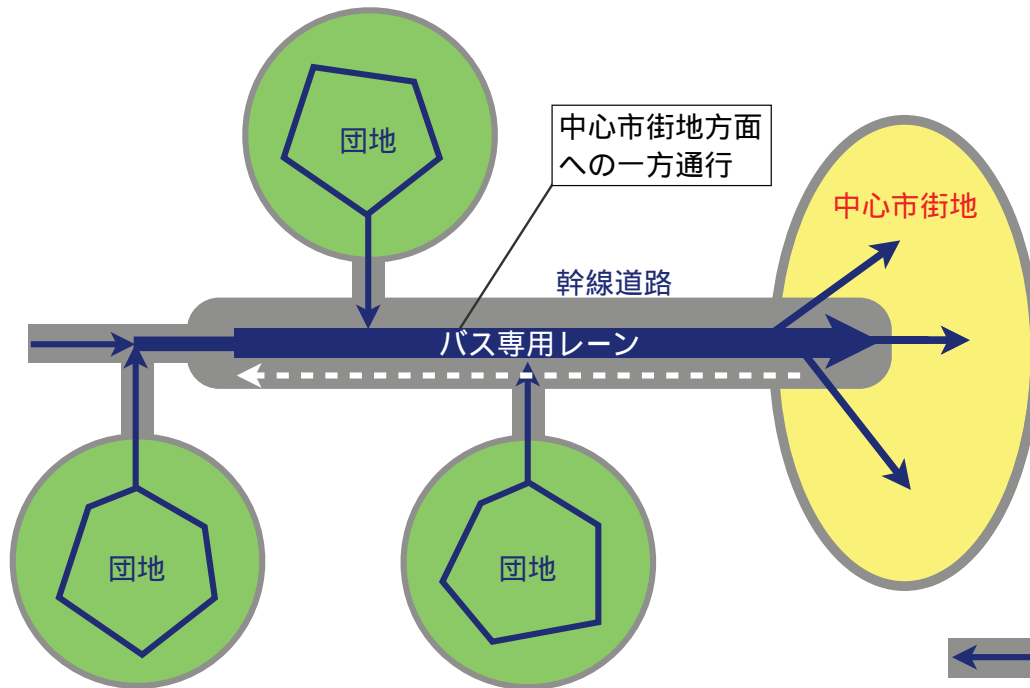 団地
中心市街地方面
への一方通行
中心市街地
幹線道路
バス専用レーン
団地
団地